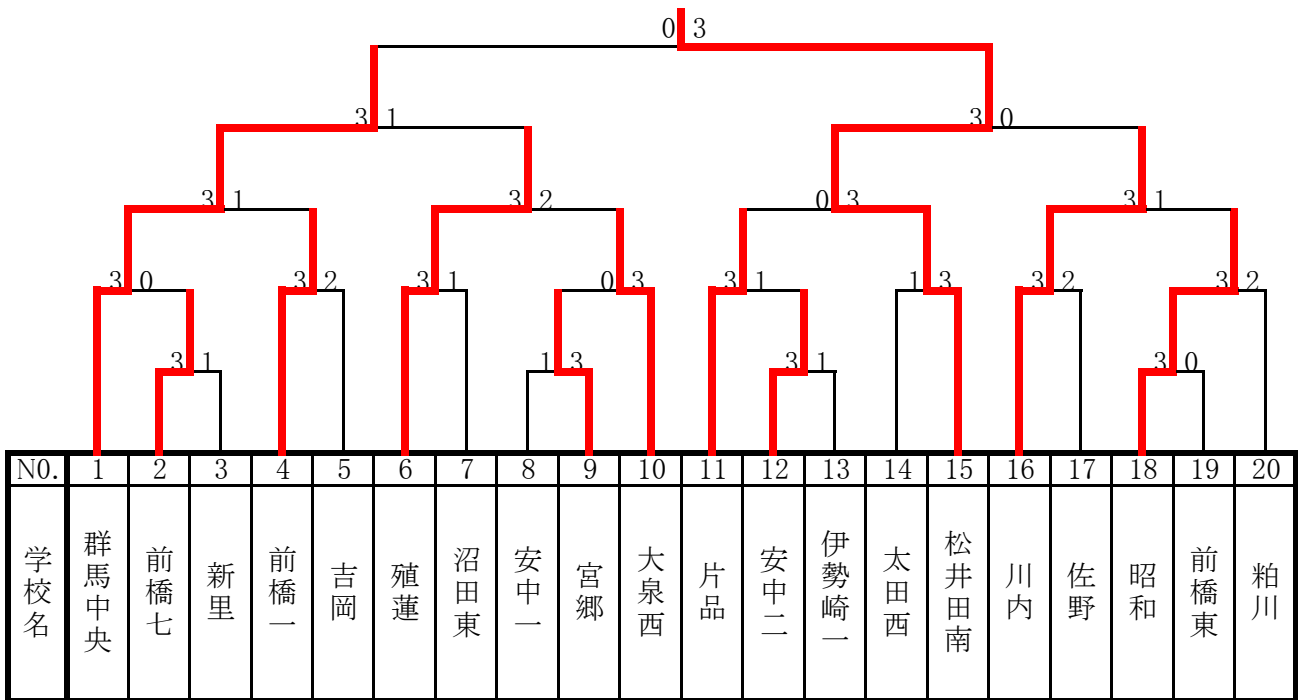 0 3
3 1
3 0
3 1
3 2
0 3
3 1
3 0
3 2
3 1
0 3
3 1
1 3
3 2
3 2
3 1
1 3
3 1
3 0
N0. 1 2 3 4 5 6 7 8 9 10 11 12 13 14 15 16 17 18 19 20
学校名
群馬中央
前橋七
新里
前橋一
吉岡
殖蓮
沼田東
安中一
宮郷
大泉西
片品
安中二
伊勢崎一
太田西
松井田南
川内
佐野
昭和
前橋東
粕川